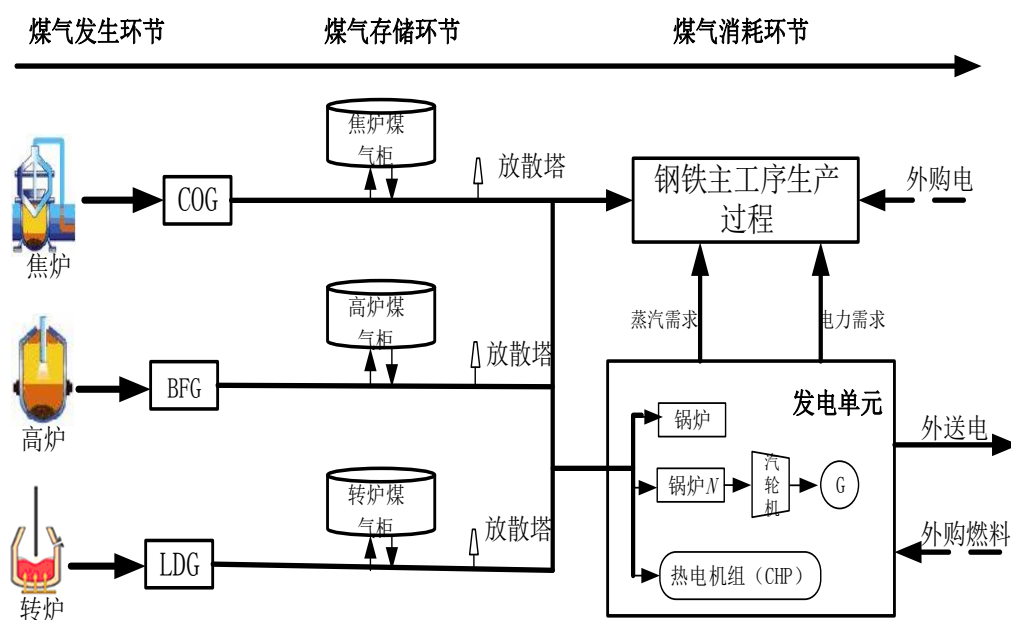 煤气发生环节
煤气存储环节
煤气消耗环节
焦炉煤
气柜
放散塔
COG
焦炉
钢铁主工序生产
过程
外购电
高炉煤
气柜
放散塔
BFG
高炉
蒸汽需求
电力需求
发电单元
锅炉
锅炉N
汽
轮
机
G
热电机组（CHP）
外送电
外购燃料
转炉煤
气柜
放散塔
LDG
转炉